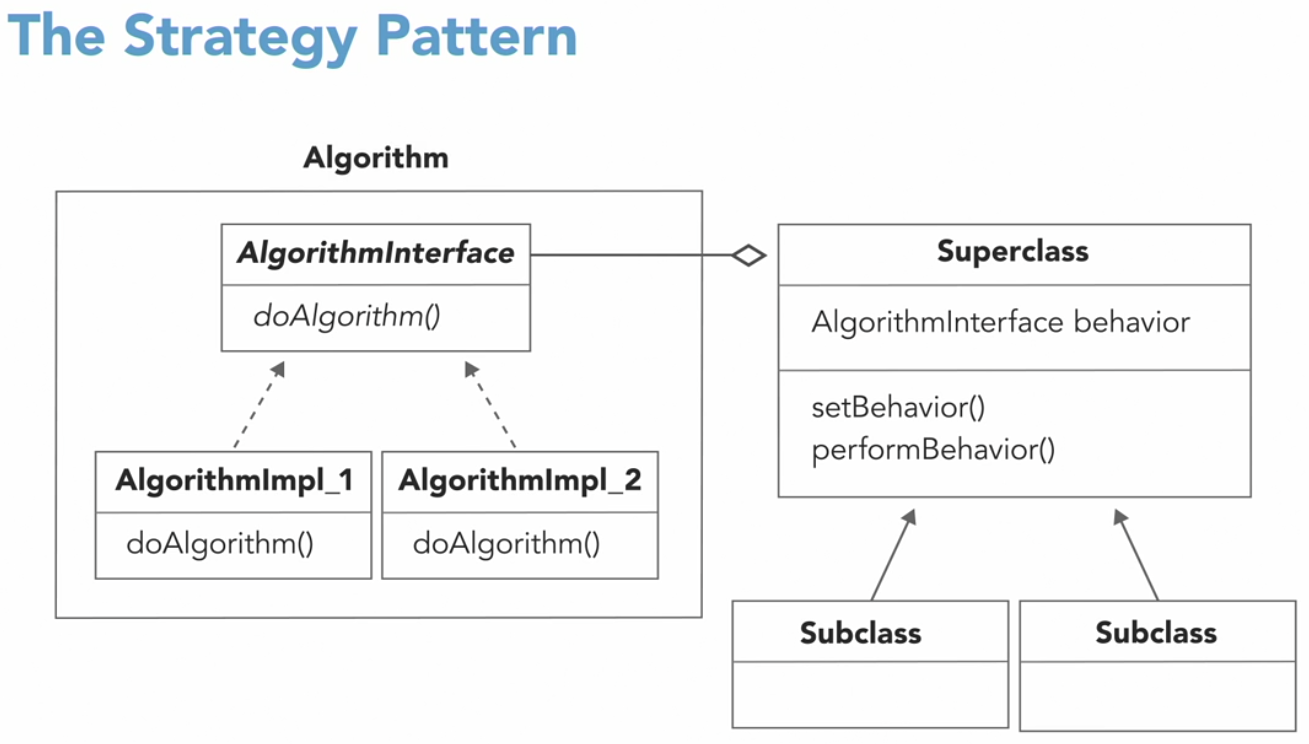 The Strategy Pattern
Algorithm
AlgorithmInterface
doAlgorithm()
AlgorithmImpl_1
doAlgorithm()
AlgorithmImpl_2
doAlgorithm()
Superclass
AlgorithmInterface behavior
setBehavior()
performBehavior()
Subclass
Subclass